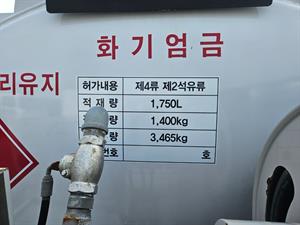 화기엄금
리유지
허가내용 제4류 제2석유류
적재량 1,750L
량 1,400kg
량 3,465kg
번호 호